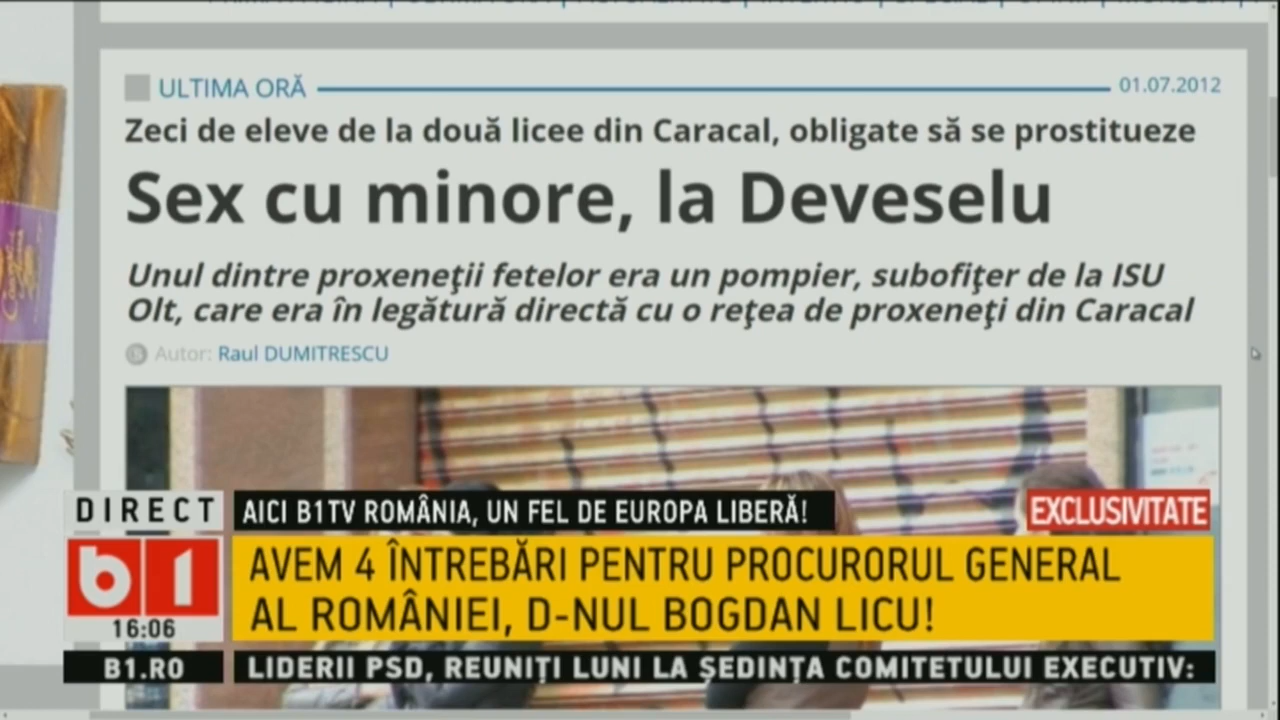 ULTIMA ORĂ
01.07.2012
Zeci de eleve de la două licee din Caracal, obligate să se prostitueze
Sex cu minore, la Deveselu
Unul dintre proxeneţii fetelor era un pompier, subofiţer de la ISU
Olt, care era în legătură directă cu o reţea de proxeneţi din Caracal
Autor: Raul DUMITRESCU
DIRECT
AICI B1TV ROMÂNIA, UN FEL DE EUROPA LIBERĂ!
EXCLUSIVITATE
b1
AVEM 4 ÎNTREBĂRI PENTRU PROCURORUL GENERAL
AL ROMÂNIEI, D-NUL BOGDAN LICU!
16:06
B1.RO
LIDERII PSD, REUNIȚI LUNI LA ȘEDINȚA COMITETULUI EXECUTIV: